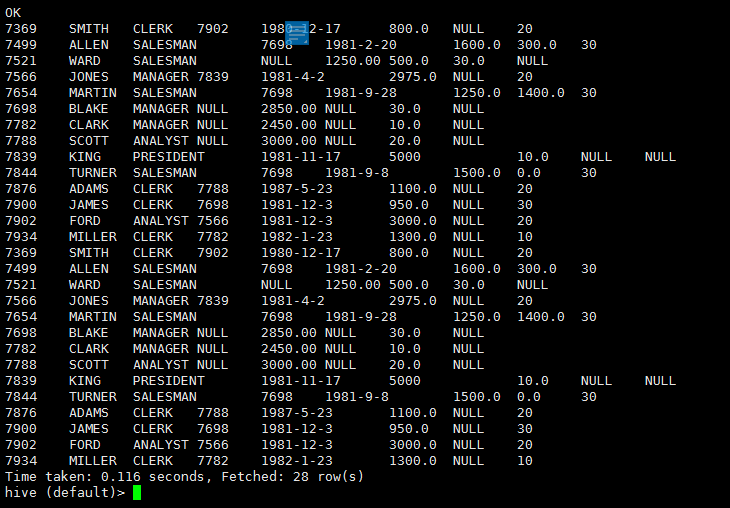 OK
7369 SMITH CLERK 7902 1980-12-17 800.0 NULL 20
7499 ALLEN SALESMAN 7698 1981-2-20 1600.0 300.0 30
7521 WARD SALESMAN NULL 1250.00 500.0 30.0 NULL
7566 JONES MANAGER 7839 1981-4-2 2975.0 NULL 20
7654 MARTIN SALESMAN 7698 1981-9-28 1250.0 1400.0 30
7698 BLAKE MANAGER NULL 2850.00 NULL 30.0 NULL
7782 CLARK MANAGER NULL 2450.00 NULL 10.0 NULL
7788 SCOTT ANALYST NULL 3000.00 NULL 20.0 NULL
7839 KING PRESIDENT 1981-11-17 5000 10.0 NULL NULL
7844 TURNER SALESMAN 7698 1981-9-8 1500.0 0.0 30
7876 ADAMS CLERK 7788 1987-5-23 1100.0 NULL 20
7900 JAMES CLERK 7698 1981-12-3 950.0 NULL 30
7902 FORD ANALYST 7566 1981-12-3 3000.0 NULL 20
7934 MILLER CLERK 7782 1982-1-23 1300.0 NULL 10
7369 SMITH CLERK 7902 1980-12-17 800.0 NULL 20
7499 ALLEN SALESMAN 7698 1981-2-20 1600.0 300.0 30
7521 WARD SALESMAN NULL 1250.00 500.0 30.0 NULL
7566 JONES MANAGER 7839 1981-4-2 2975.0 NULL 20
7654 MARTIN SALESMAN 7698 1981-9-28 1250.0 1400.0 30
7698 BLAKE MANAGER NULL 2850.00 NULL 30.0 NULL
7782 CLARK MANAGER NULL 2450.00 NULL 10.0 NULL
7788 SCOTT ANALYST NULL 3000.00 NULL 20.0 NULL
7839 KING PRESIDENT 1981-11-17 5000 10.0 NULL NULL
7844 TURNER SALESMAN 7698 1981-9-8 1500.0 0.0 30
7876 ADAMS CLERK 7788 1987-5-23 1100.0 NULL 20
7900 JAMES CLERK 7698 1981-12-3 950.0 NULL 30
7902 FORD ANALYST 7566 1981-12-3 3000.0 NULL 20
7934 MILLER CLERK 7782 1982-1-23 1300.0 NULL 10
Time taken: 0.116 seconds, Fetched: 28 row(s)
hive (default)>